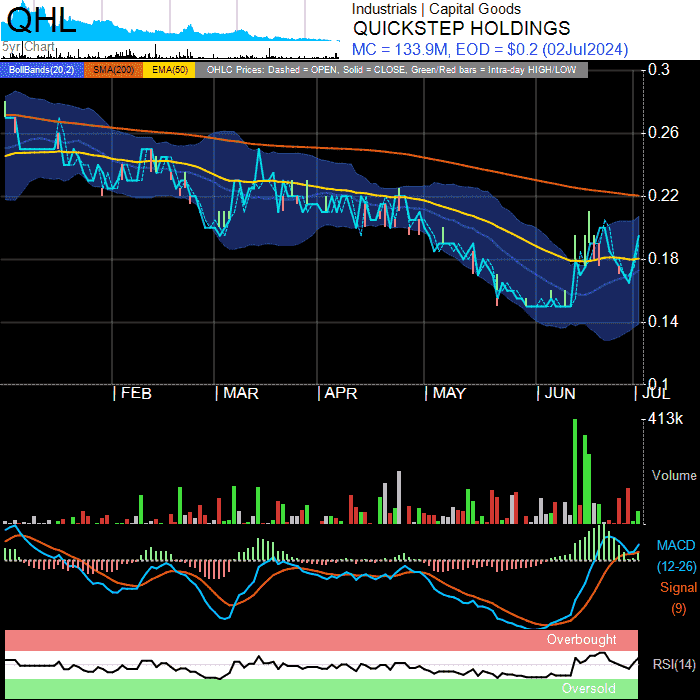 QHL
Industrials | Capital Goods
QUICKSTEP HOLDINGS
5yr Chart
MC = 133.9M, EOD = $0.2 (02Jul2024)
BollBands(20,2) SMA(200) EMA(50) OHLC Prices: Dashed = OPEN, Solid = CLOSE, Green/Red bars = Intra-day HIGH/LOW
0.3
0.26
0.22
0.18
0.14
0.1
FEB MAR APR MAY JUN JUL
413k
Volume
MACD
(12-26)
Signal
(9)
Overbought
RSI(14)
Oversold